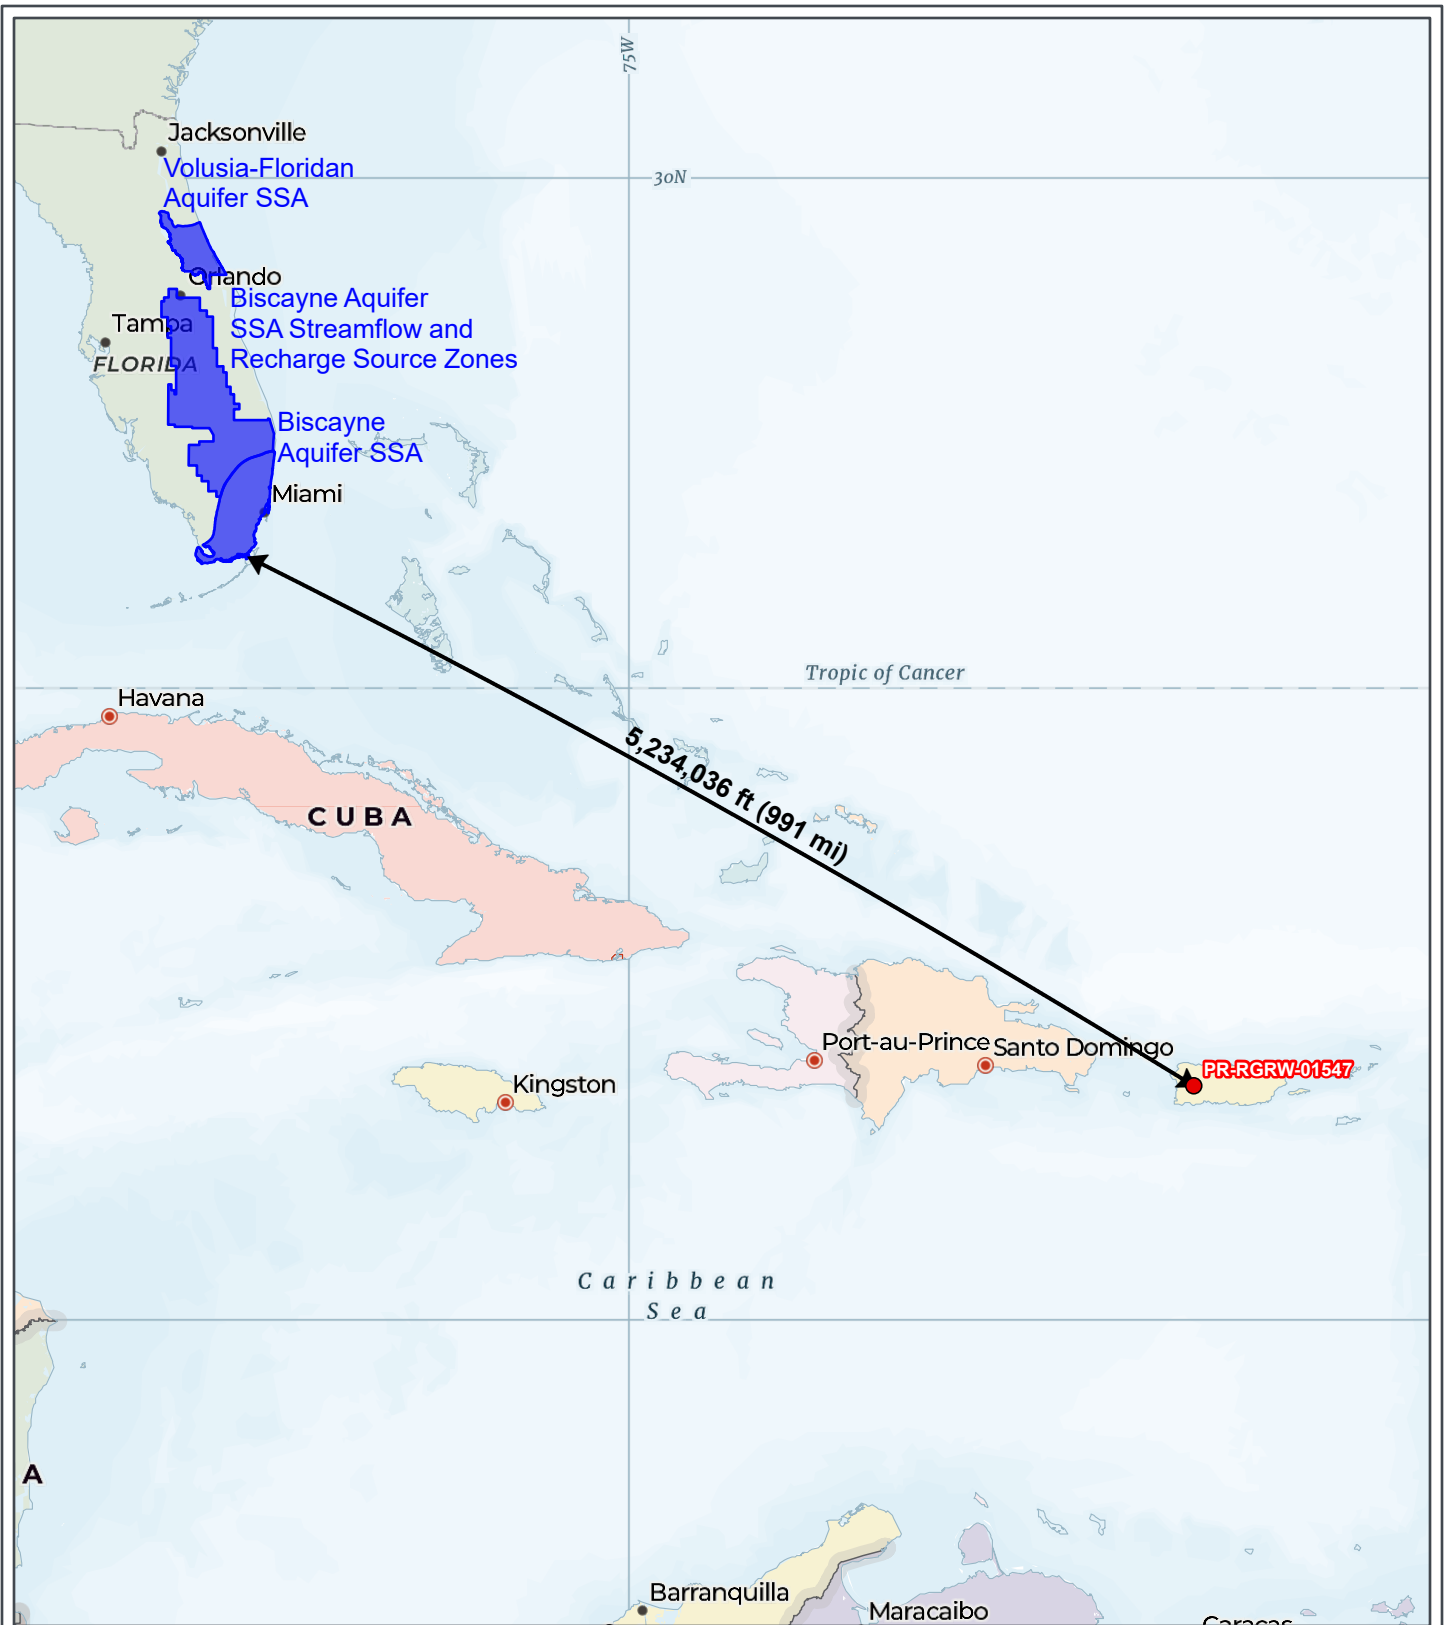 75W
Jacksonville
Volusia-Floridan
Aquifer SSA
30N
Orlando
Biscayne Aquifer
SSA Streamflow and
Recharge Source Zones
Tampa
FLORIDA
Biscayne
Aquifer SSA
Miami
Tropic of Cancer
Havana
5,234,036 ft (991 mi)
CUBA
Port-au-Prince
Santo Domingo
PR-RGRW-01547
Kingston
Caribbean
Sea
A
Barranquilla
Maracaibo
Caracas